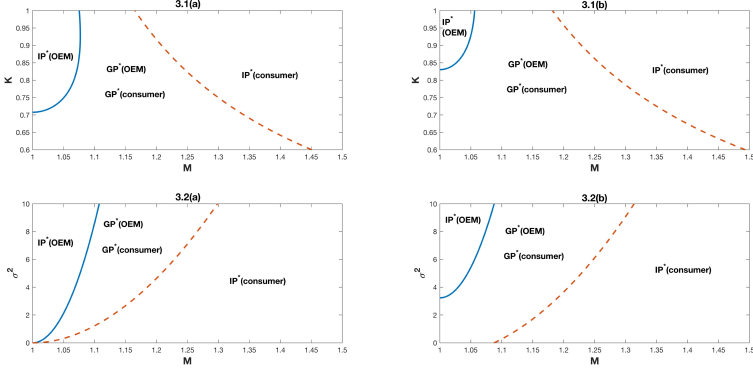 3.1(a)
1
0.95
0.9
0.85
0.8
0.75
0.7
0.65
0.6
K
IP*(OEM)
GP*(OEM)
GP*(consumer)
IP*(consumer)
1 1.05 1.1 1.15 1.2 1.25 1.3 1.35 1.4 1.45 1.5
M
3.1(b)
1
0.95
0.9
0.85
0.8
0.75
0.7
0.65
0.6
K
IP*
(OEM)
GP*(OEM)
GP*(consumer)
IP*(consumer)
1 1.05 1.1 1.15 1.2 1.25 1.3 1.35 1.4 1.45 1.5
M
3.2(a)
10
8
6
4
2
0
σ²
IP*(OEM)
GP*(OEM)
GP*(consumer)
IP*(consumer)
1 1.05 1.1 1.15 1.2 1.25 1.3 1.35 1.4 1.45 1.5
M
3.2(b)
10
8
6
4
2
0
σ²
IP*(OEM)
GP*(OEM)
GP*(consumer)
IP*(consumer)
1 1.05 1.1 1.15 1.2 1.25 1.3 1.35 1.4 1.45 1.5
M